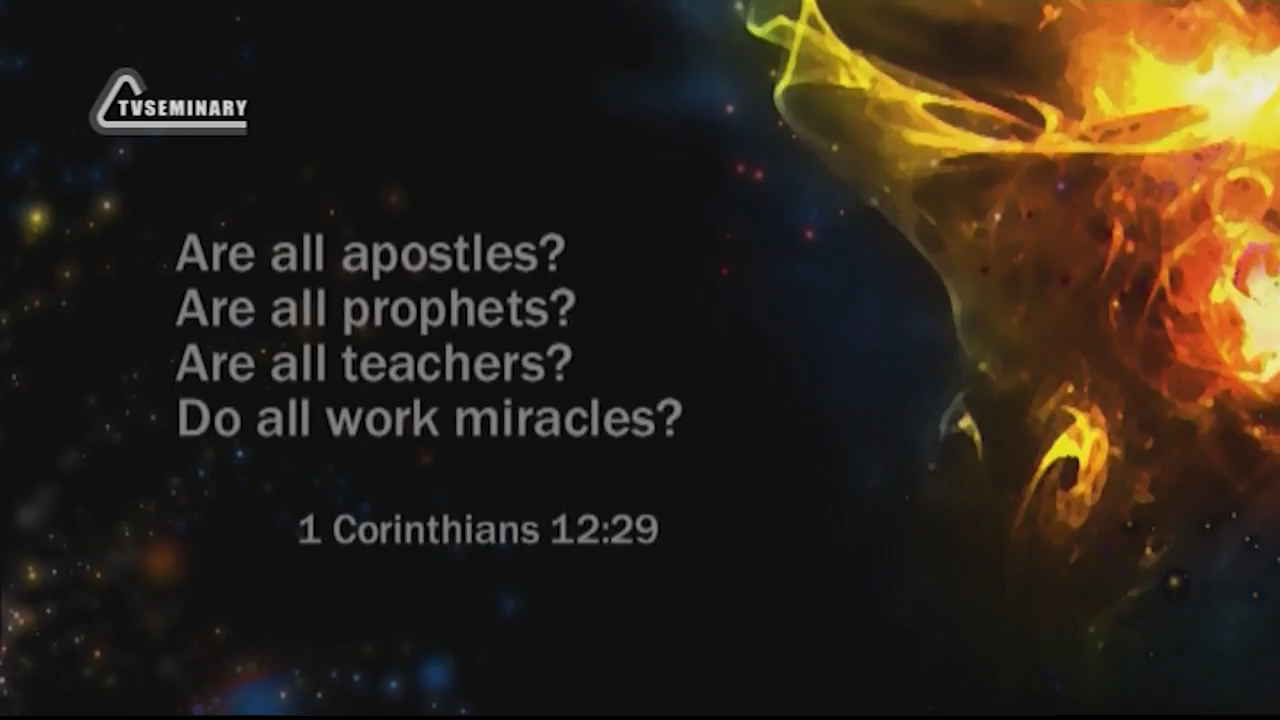 TVSEMINARY
Are all apostles?
Are all prophets?
Are all teachers?
Do all work miracles?
1 Corinthians 12:29